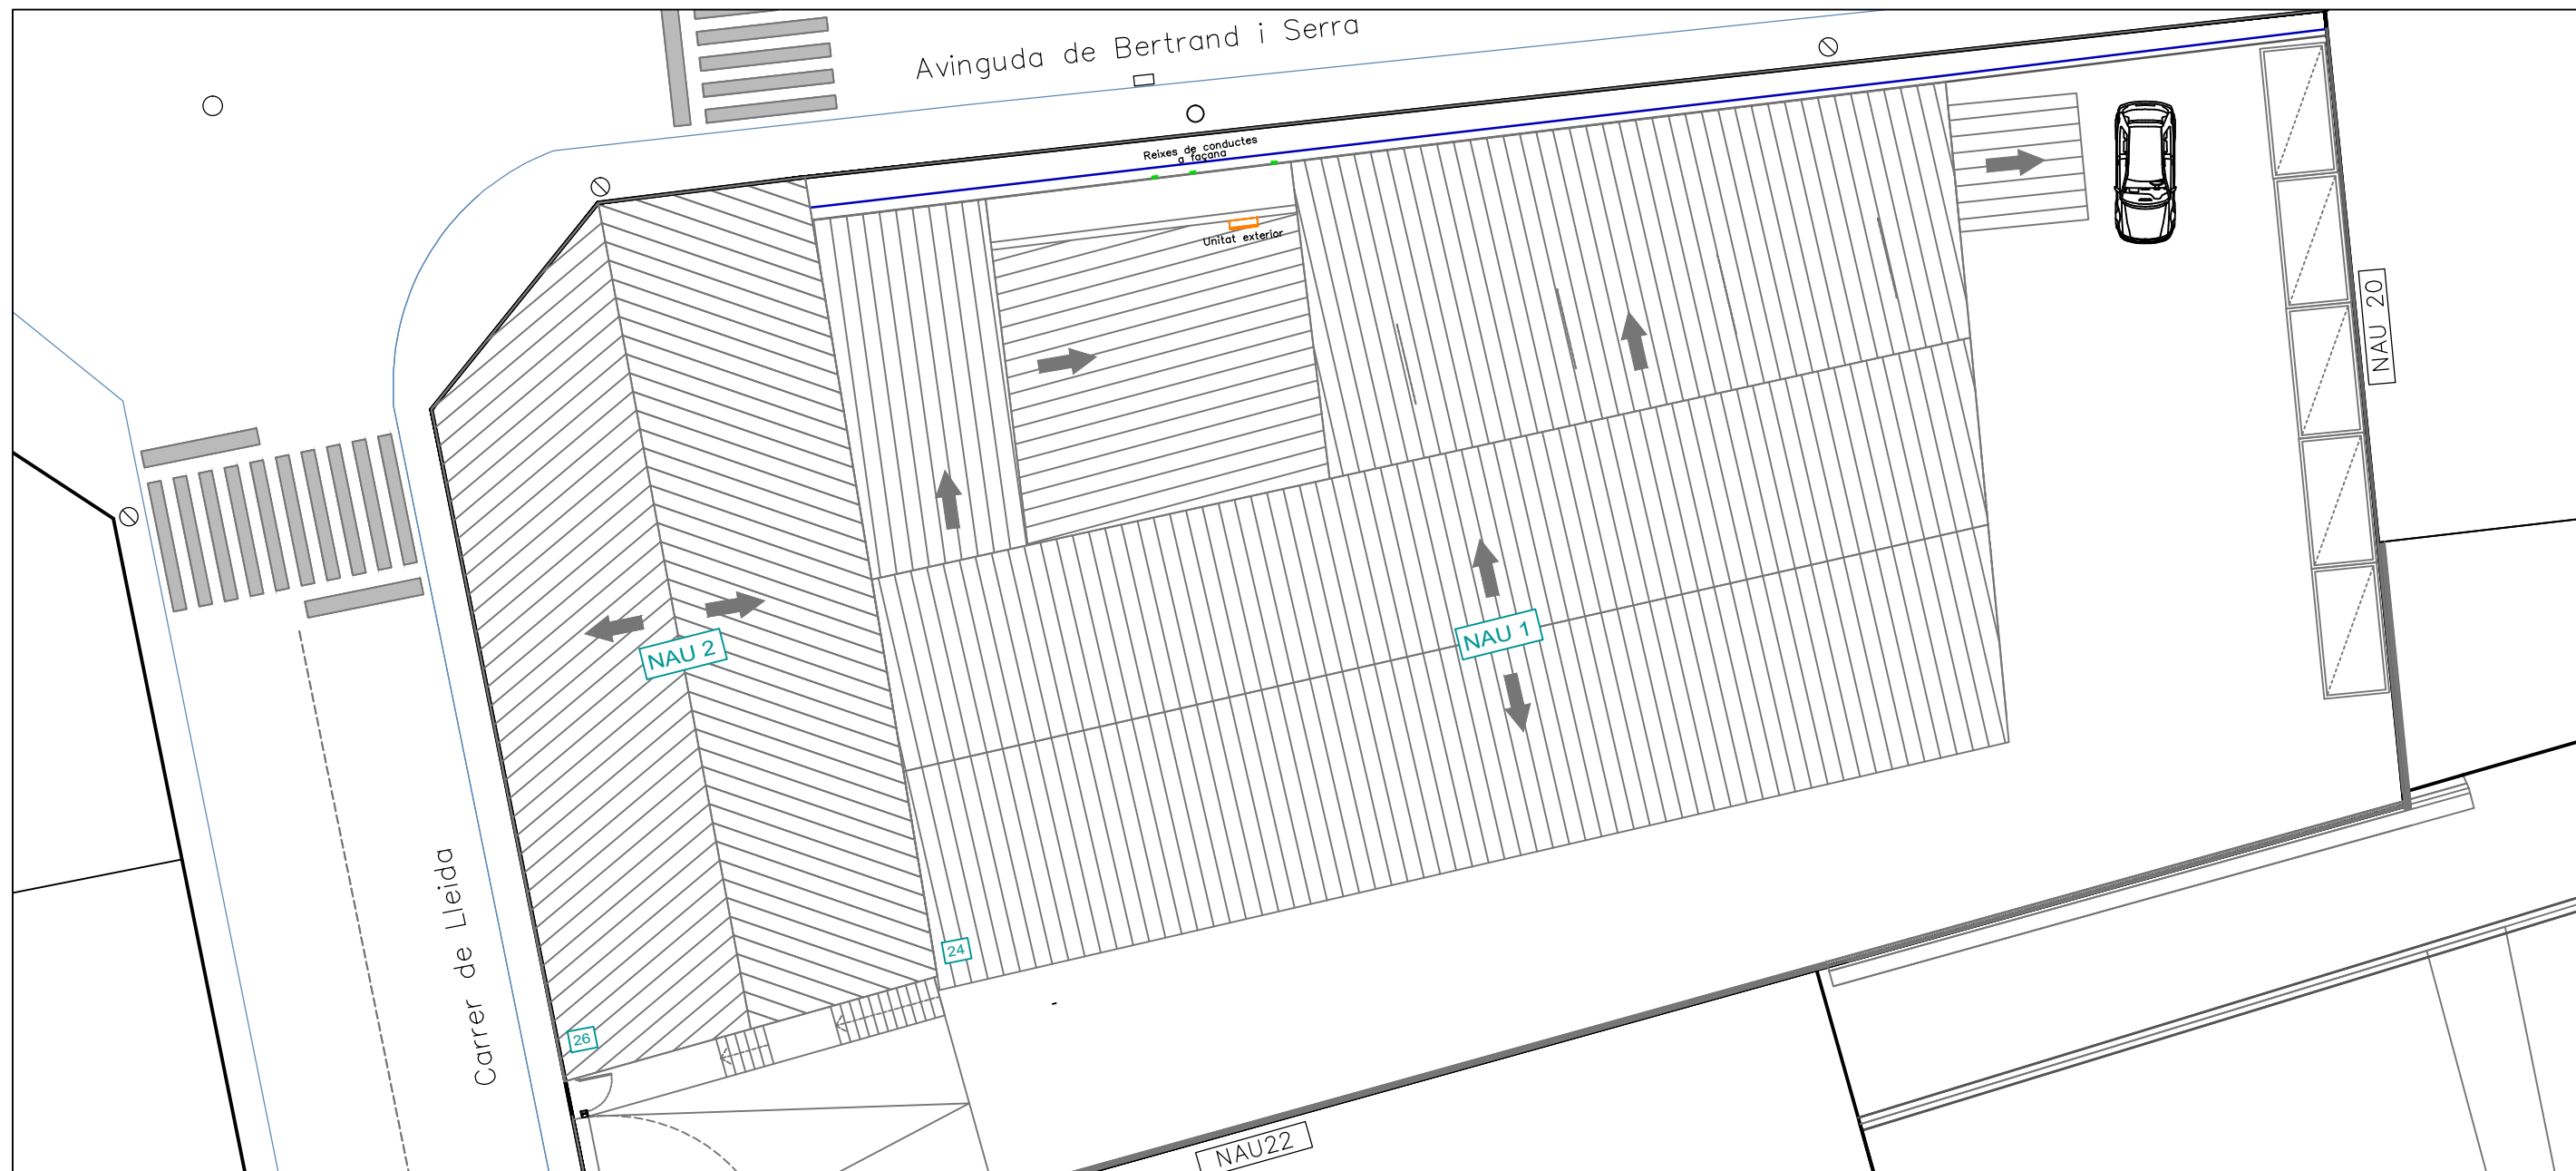 Avinguda de Bertrand i Serra
Reixes de conductes
a façana
Unitat exterior
NAU 20
NAU 1
NAU 2
24
26
Carrer de Lleida
NAU22